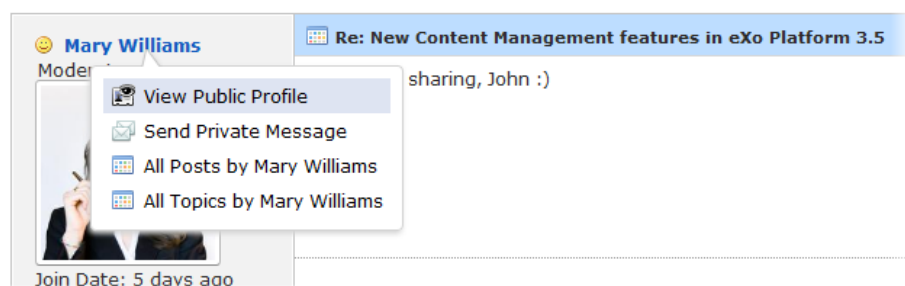 Mary Williams
Re: New Content Management features in eXo Platform 3.5
sharing, John :)
View Public Profile
Send Private Message
All Posts by Mary Williams
All Topics by Mary Williams
Join Date: 5 days ago